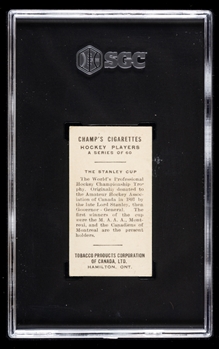 SGC
CHAMP'S CIGARETTES
HOCKEY PLAYERS
A SERIES OF 60
THE STANLEY CUP
The World's Professional
Hockey Championship Tro-
phy. Originally donated to
the Amateur Hockey Assoc-
iation of Canada in 1893 by
the late Lord Stanley, then
Governor General. The
first winners of the cup
were the M.A.A.A., Mont-
real, and the Canadiens of
Montreal are the present
holders.
TOBACCO PRODUCTS CORPORATION
OF CANADA, LTD.
HAMILTON, ONT.